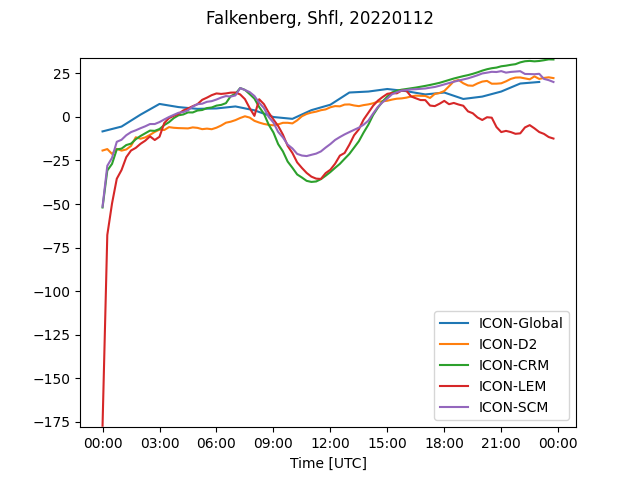 Falkenberg, Shfl, 20220112
25
0
−25
−50
−75
−100
−125
−150
−175
ICON-Global
ICON-D2
ICON-CRM
ICON-LEM
ICON-SCM
00:00 03:00 06:00 09:00 12:00 15:00 18:00 21:00 00:00
Time [UTC]